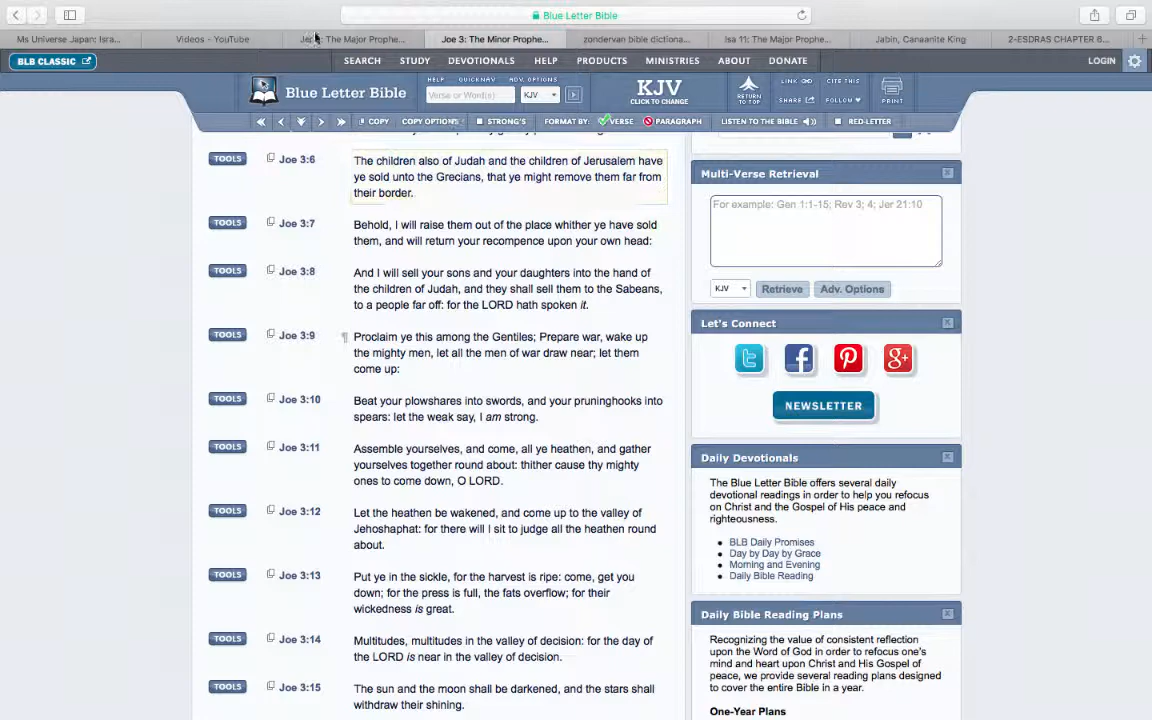 Blue Letter Bible
Ms Universe Japan: Isra...
Videos - YouTube
The Major Prophe...
Joe 3: The Minor Prophe...
zondervan bible dictiona...
Isa 11: The Major Prophe...
Jabin, Canaanite King
2-ESDRAS CHAPTER 6...
BLB CLASSIC
SEARCH STUDY DEVOTIONALS HELP PRODUCTS MINISTRIES ABOUT DONATE
LOGIN
Blue Letter Bible
HELP QUICKNAV ADV. OPTIONS
Verse or Word(s)
KJV
KJV
CLICK TO CHANGE
RETURN TO TOP
LINK
SHARE
CITE THIS
FOLLOW
PRINT
COPY COPY OPTIONS STRONG'S FORMAT BY: VERSE PARAGRAPH LISTEN TO THE BIBLE RED-LETTER
TOOLS Joe 3:6 The children also of Judah and the children of Jerusalem have
ye sold unto the Grecians, that ye might remove them far from
their border.
TOOLS Joe 3:7 Behold, I will raise them out of the place whither ye have sold
them, and will return your recompence upon your own head:
TOOLS Joe 3:8 And I will sell your sons and your daughters into the hand of
the children of Judah, and they shall sell them to the Sabeans,
to a people far off: for the LORD hath spoken it.
TOOLS Joe 3:9 ¶ Proclaim ye this among the Gentiles; Prepare war, wake up
the mighty men, let all the men of war draw near; let them
come up:
TOOLS Joe 3:10 Beat your plowshares into swords, and your pruninghooks into
spears: let the weak say, I am strong.
TOOLS Joe 3:11 Assemble yourselves, and come, all ye heathen, and gather
yourselves together round about: thither cause thy mighty
ones to come down, O LORD.
TOOLS Joe 3:12 Let the heathen be wakened, and come up to the valley of
Jehoshaphat: for there will I sit to judge all the heathen round
about.
TOOLS Joe 3:13 Put ye in the sickle, for the harvest is ripe: come, get you
down; for the press is full, the fats overflow; for their
wickedness is great.
TOOLS Joe 3:14 Multitudes, multitudes in the valley of decision: for the day of
the LORD is near in the valley of decision.
TOOLS Joe 3:15 The sun and the moon shall be darkened, and the stars shall
withdraw their shining.
Multi-Verse Retrieval
For example: Gen 1:1-15; Rev 3; 4; Jer 21:10
KJV Retrieve Adv. Options
Let's Connect
NEWSLETTER
Daily Devotionals
The Blue Letter Bible offers several daily
devotional readings in order to help you refocus
on Christ and the Gospel of His peace and
righteousness.
BLB Daily Promises
Day by Day by Grace
Morning and Evening
Daily Bible Reading
Daily Bible Reading Plans
Recognizing the value of consistent reflection
upon the Word of God in order to refocus one's
mind and heart upon Christ and His Gospel of
peace, we provide several reading plans designed
to cover the entire Bible in a year.
One-Year Plans